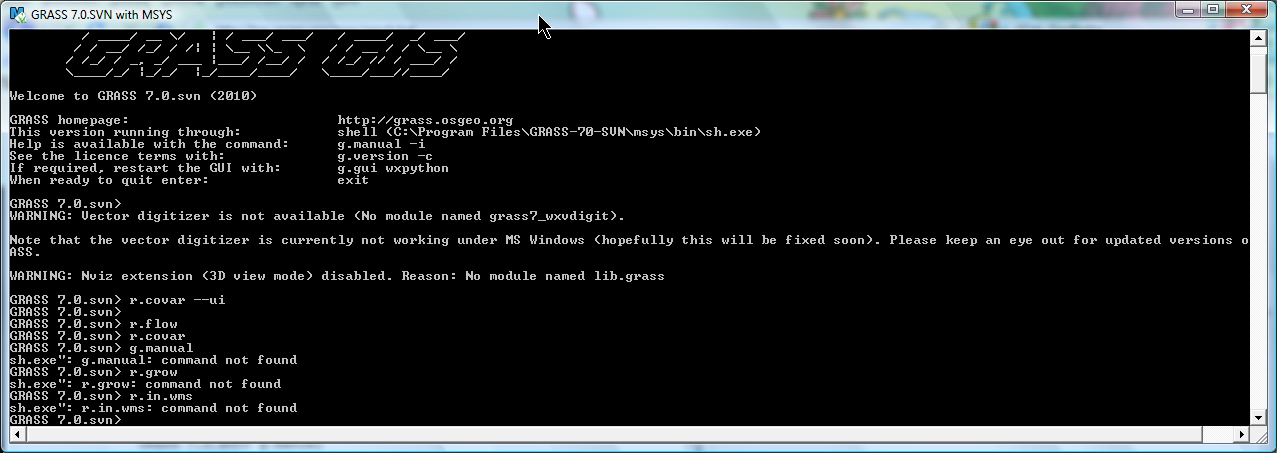 GRASS 7.0.SVN with MSYS
GRASS GIS
Welcome to GRASS 7.0.svn (2010)
GRASS homepage: http://grass.osgeo.org
This version running through: shell (C:\Program Files\GRASS-70-SVN\msys\bin\sh.exe)
Help is available with the command: g.manual -i
See the licence terms with: g.version -c
If required, restart the GUI with: g.gui wxpython
When ready to quit enter: exit
GRASS 7.0.svn>
WARNING: Vector digitizer is not available (No module named grass7_wxvdigit).
Note that the vector digitizer is currently not working under MS Windows (hopefully this will be fixed soon). Please keep an eye out for updated versions o
ASS.
WARNING: Nviz extension (3D view mode) disabled. Reason: No module named lib.grass
GRASS 7.0.svn> r.covar --ui
GRASS 7.0.svn>
GRASS 7.0.svn> r.flow
GRASS 7.0.svn> r.covar
GRASS 7.0.svn> g.manual
sh.exe": g.manual: command not found
GRASS 7.0.svn> r.grow
sh.exe": r.grow: command not found
GRASS 7.0.svn> r.in.wms
sh.exe": r.in.wms: command not found
GRASS 7.0.svn>